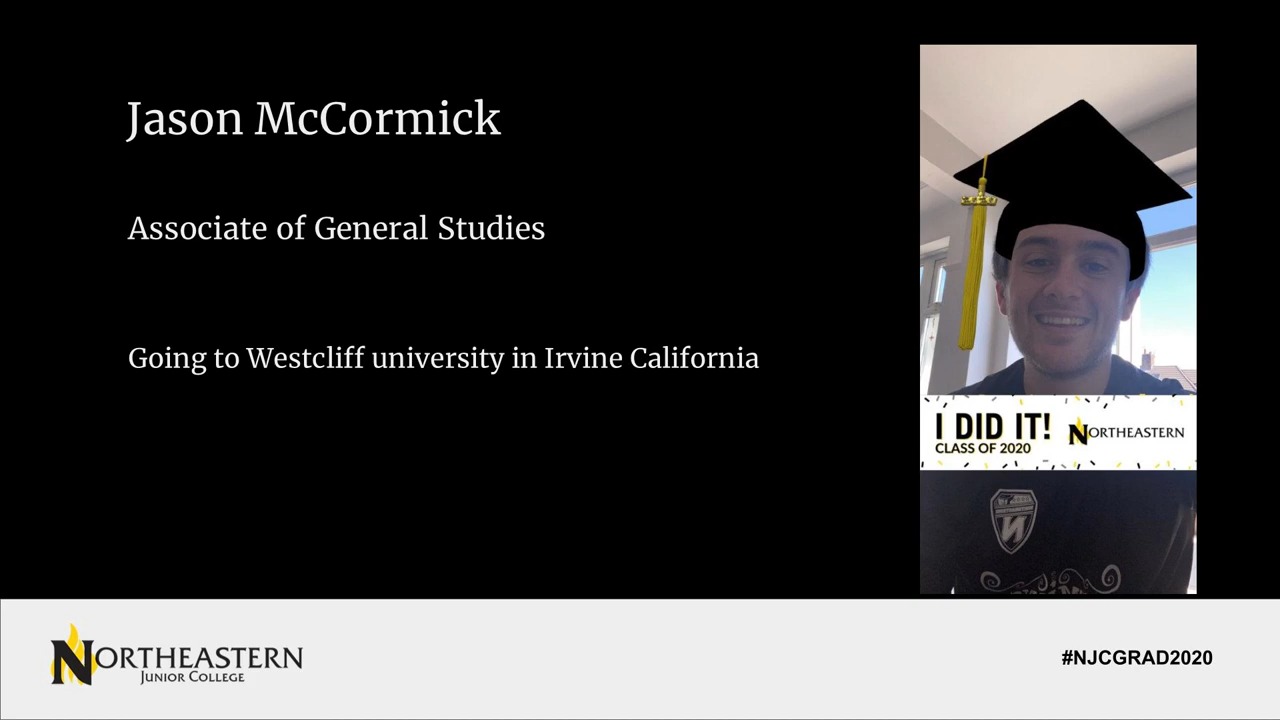 Jason McCormick
Associate of General Studies
Going to Westcliff university in Irvine California
I DID IT!
CLASS OF 2020
NORTHEASTERN
NORTHEASTERN
JUNIOR COLLEGE
#NJCGRAD2020